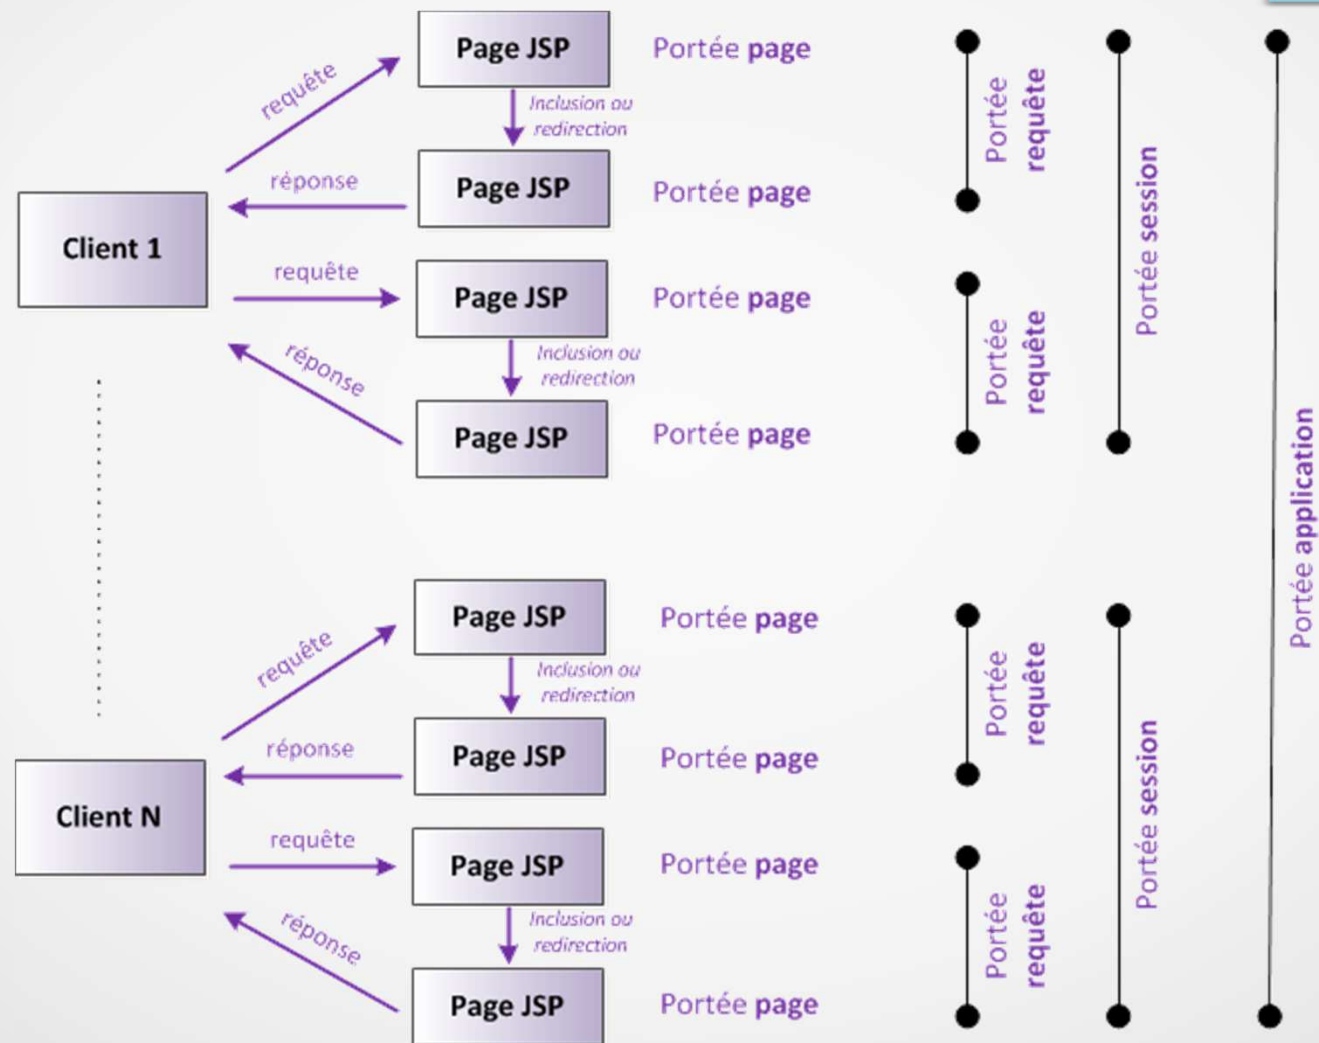 Page JSP
Portée page
requête
Inclusion ou
redirection
Page JSP
Portée page
réponse
Portée
requête
Client 1
requête
Page JSP
Portée page
Inclusion ou
redirection
réponse
Page JSP
Portée page
Portée
requête
Portée session
Page JSP
Portée page
requête
Inclusion ou
redirection
Page JSP
Portée page
réponse
Portée
requête
Client N
requête
Page JSP
Portée page
Inclusion ou
redirection
réponse
Page JSP
Portée page
Portée
requête
Portée session
Portée application